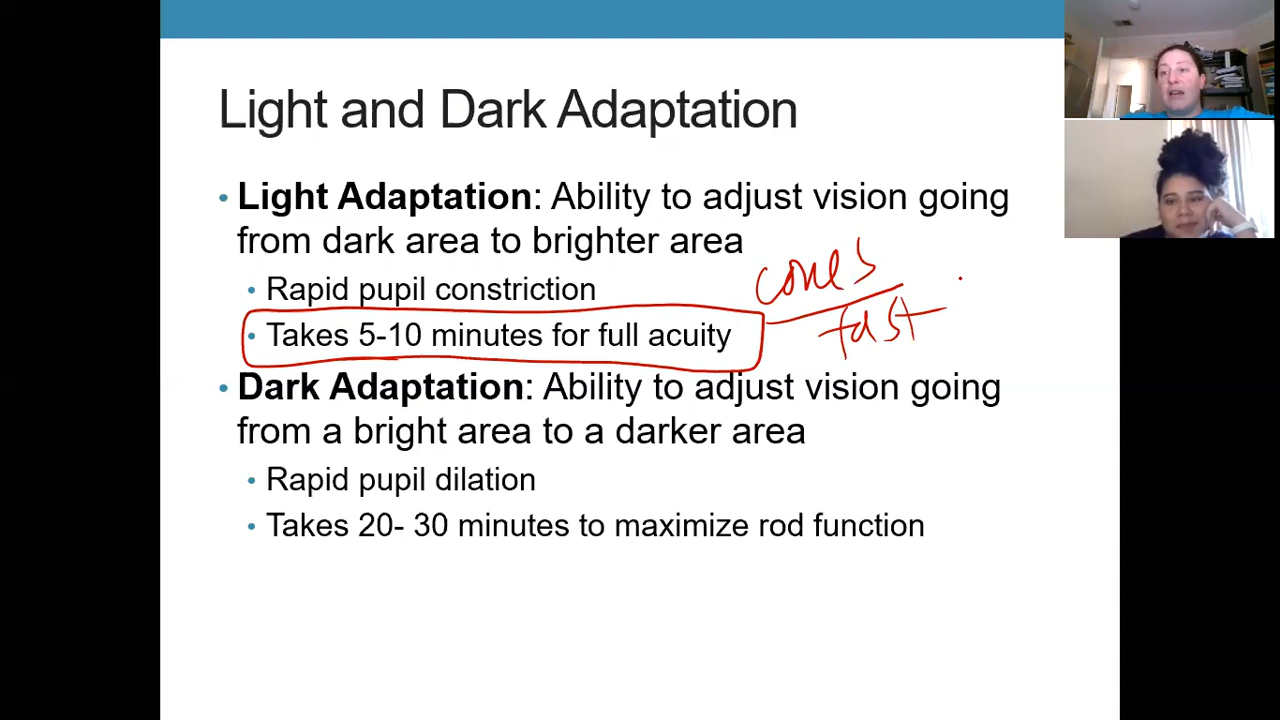 Light and Dark Adaptation
• Light Adaptation: Ability to adjust vision going
from dark area to brighter area
• Rapid pupil constriction
cones
• Takes 5-10 minutes for full acuity
fast
• Dark Adaptation: Ability to adjust vision going
from a bright area to a darker area
• Rapid pupil dilation
• Takes 20- 30 minutes to maximize rod function